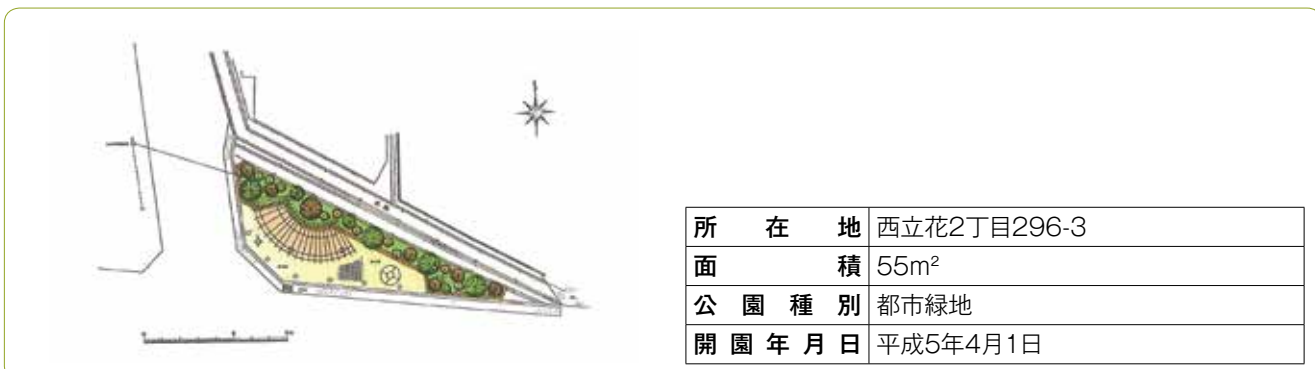 所在地 西立花2丁目296-3
面積 55m²
公園種別 都市緑地
開園年月日 平成5年4月1日